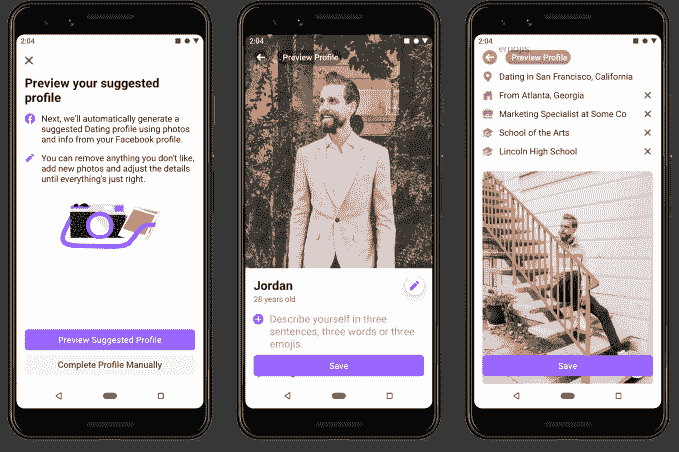 2:04
Preview your suggested
profile
Next, we'll automatically generate a
suggested Dating profile using photos
and info from your Facebook profile.
You can remove anything you don't like,
add new photos and adjust the details
until everything's just right.
Preview Suggested Profile
Complete Profile Manually
2:04
Preview Profile
Jordan
28 years old
Describe yourself in three
sentences, three words or three
emojis.
Save
2:04
emojis.
Preview Profile
Dating in San Francisco, California
From Atlanta, Georgia
Marketing Specialist at Some Co
School of the Arts
Lincoln High School
Save